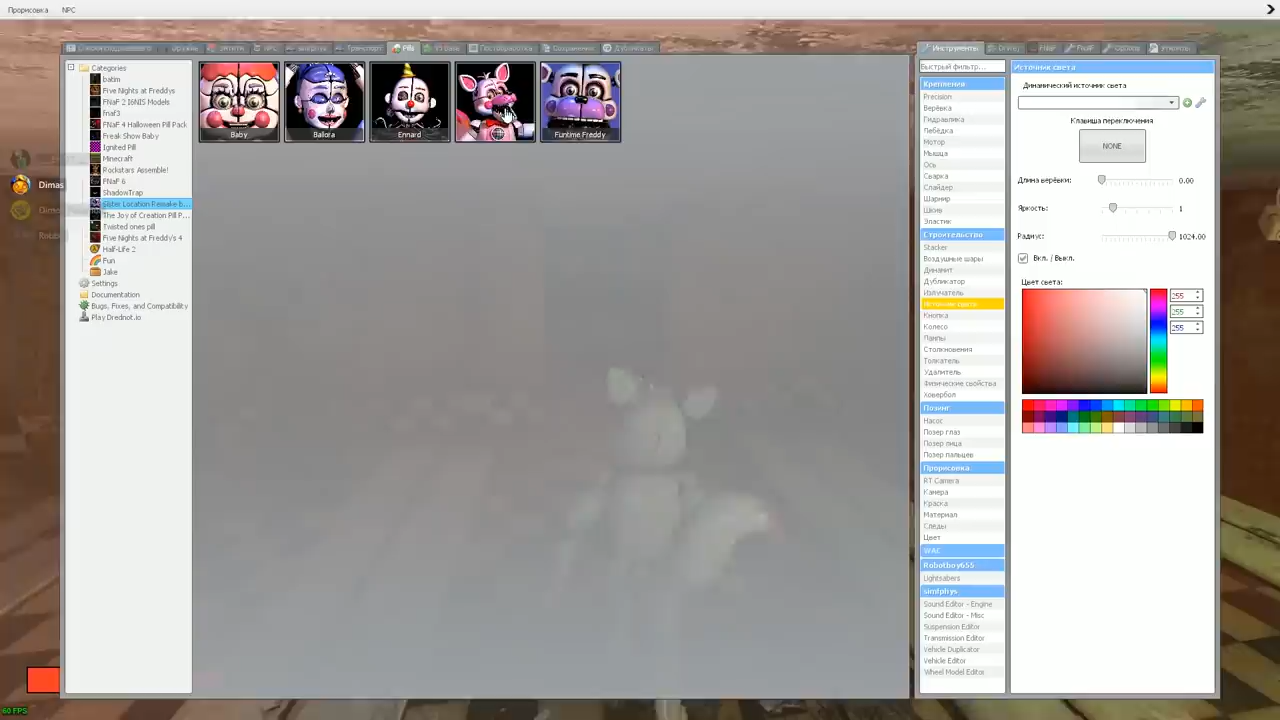 Прорисовка NPC
Pills
Инструменты
Options
Categories
batim
Five Nights at Freddys
FNaF 2 IGNIS Models
fnaf3
FNaF 4 Halloween Pill Pack
Freak Show Baby
Ignited Pill
Minecraft
Rockstars Assemble!
FNaF 6
ShadowTrap
Sister Location Remake b...
The Joy of Creation Pill P...
Twisted ones pill
Five Nights at Freddy's 4
Half-Life 2
Fun
Jake
Settings
Documentation
Bugs, Fixes, and Compatibility
Play Drednot.io
Dimas
Baby
Ballora
Ennard
Funtime Freddy
Быстрый фильтр...
Крепления
Precision
Верёвка
Гидравлика
Лебёдка
Мотор
Мышца
Ось
Сварка
Слайдер
Шарнир
Шкив
Эластик
Строительство
Stacker
Воздушные шары
Динамит
Дубликатор
Излучатель
Источник света
Кнопка
Колесо
Лампы
Столкновения
Толкатель
Удалитель
Физические свойства
Ховербол
Позинг
Насос
Позер глаз
Позер лица
Позер пальцев
Прорисовка
RT Camera
Камера
Краска
Материал
Следы
Цвет
WAC
Robotboy655
Lightsabers
simfphys
Sound Editor - Engine
Sound Editor - Misc
Suspension Editor
Transmission Editor
Vehicle Duplicator
Vehicle Editor
Wheel Model Editor
Источник света
Динамический источник света
Клавиша переключения
NONE
Длина верёвки: 0.00
Яркость: 1
Радиус: 1024.00
Вкл. / Выкл.
Цвет света:
255
255
255
60 FPS